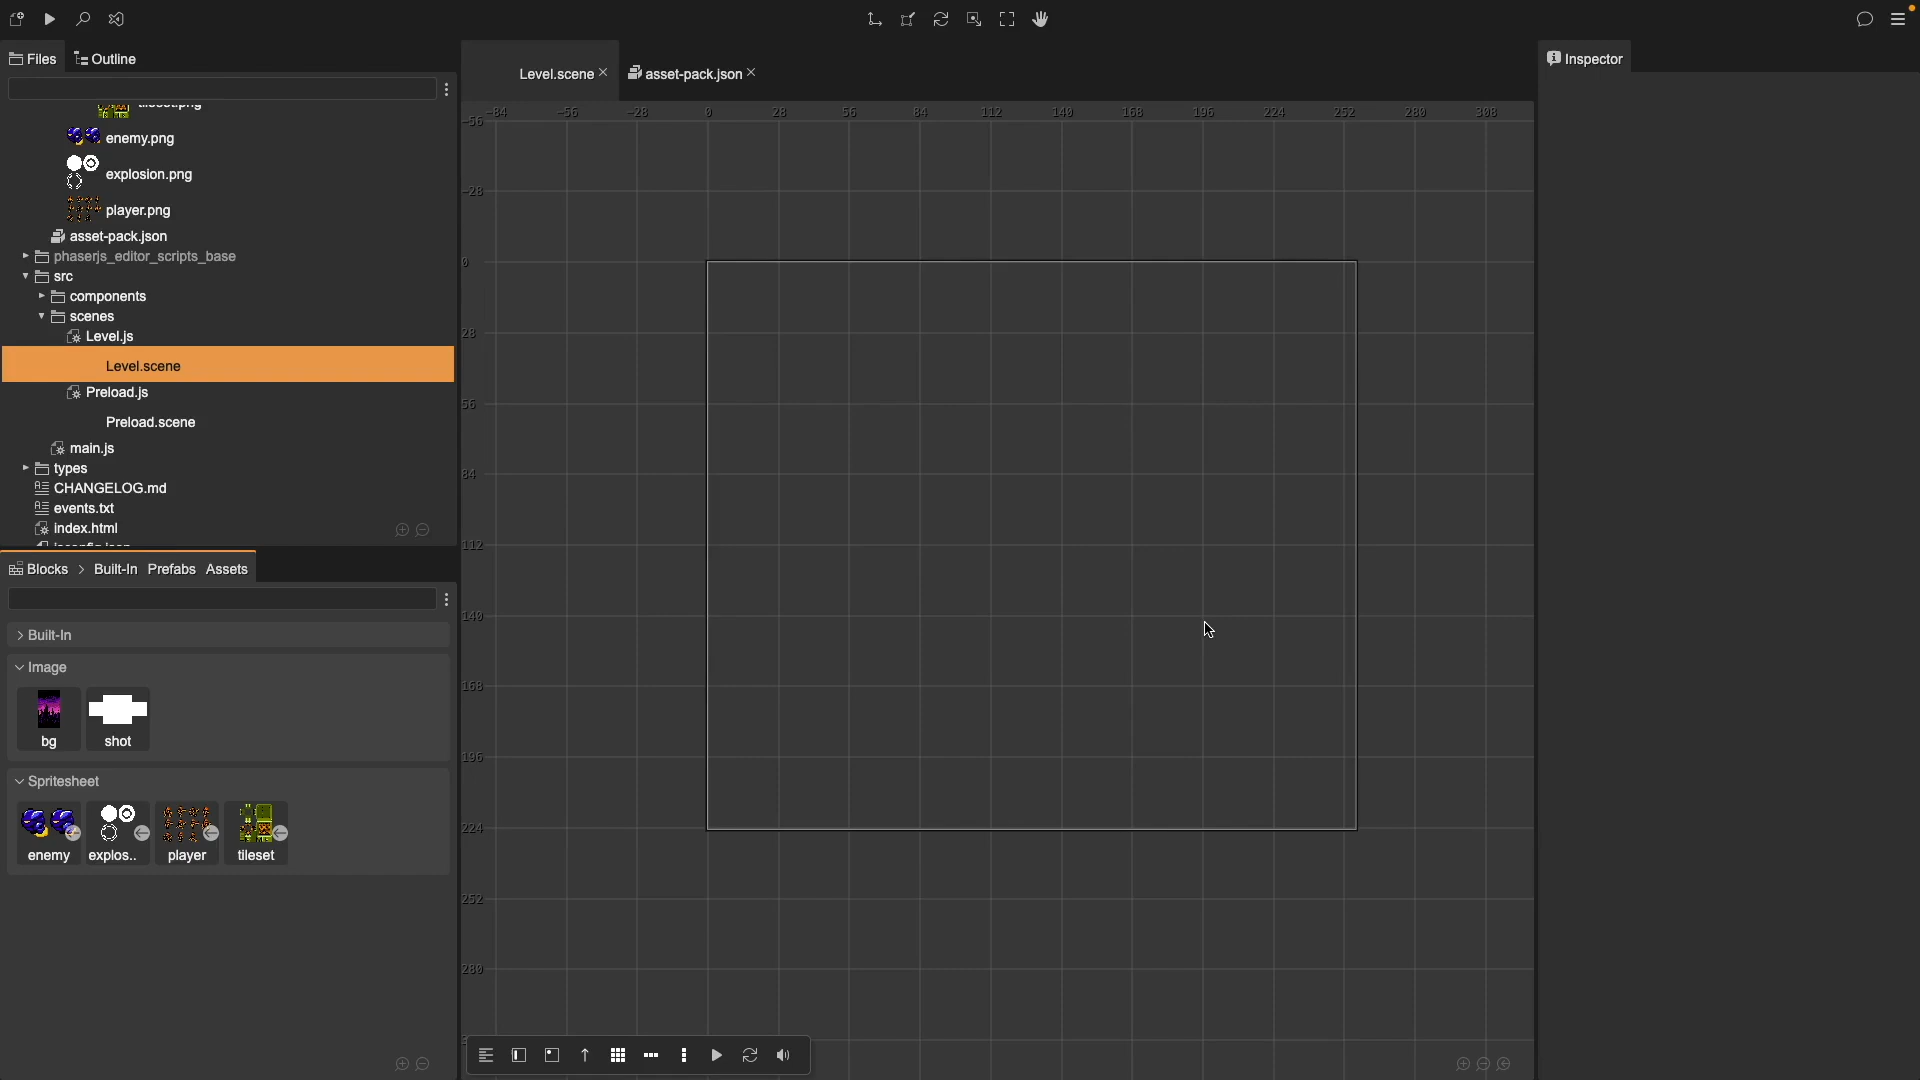 Files
Outline
Level.scene
asset-pack.json
Inspector
-84 -56 -28 0 28 56 84 112 140 168 196 224 252 280 308
-56
tileset.png
enemy.png
-28
explosion.png
player.png
asset-pack.json
phaserjs_editor_scripts_base
0
src
components
scenes
Level.js
28
Level.scene
Preload.js
56
Preload.scene
main.js
types
84
CHANGELOG.md
events.txt
index.html
112
Blocks > Built-In Prefabs Assets
140
Built-In
Image
168
bg shot
196
Spritesheet
224
enemy explos.. player tileset
252
280